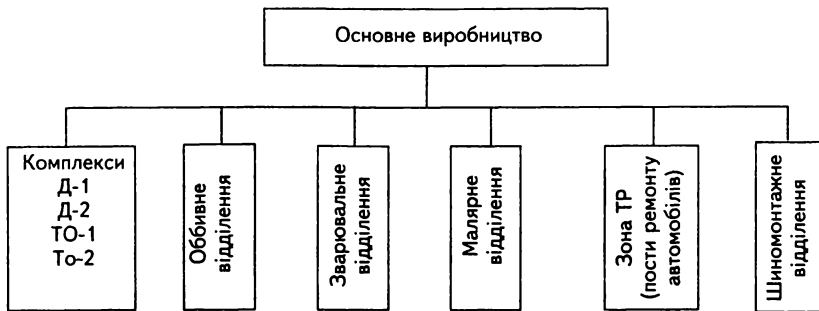 Основне виробництво
Комплекси
Д-1
Д-2
ТО-1
То-2
Оббивне
відділення
Зварювальне
відділення
Малярне
відділення
Зона ТР
(пости ремонту
автомобілів)
Шиномонтажне
відділення